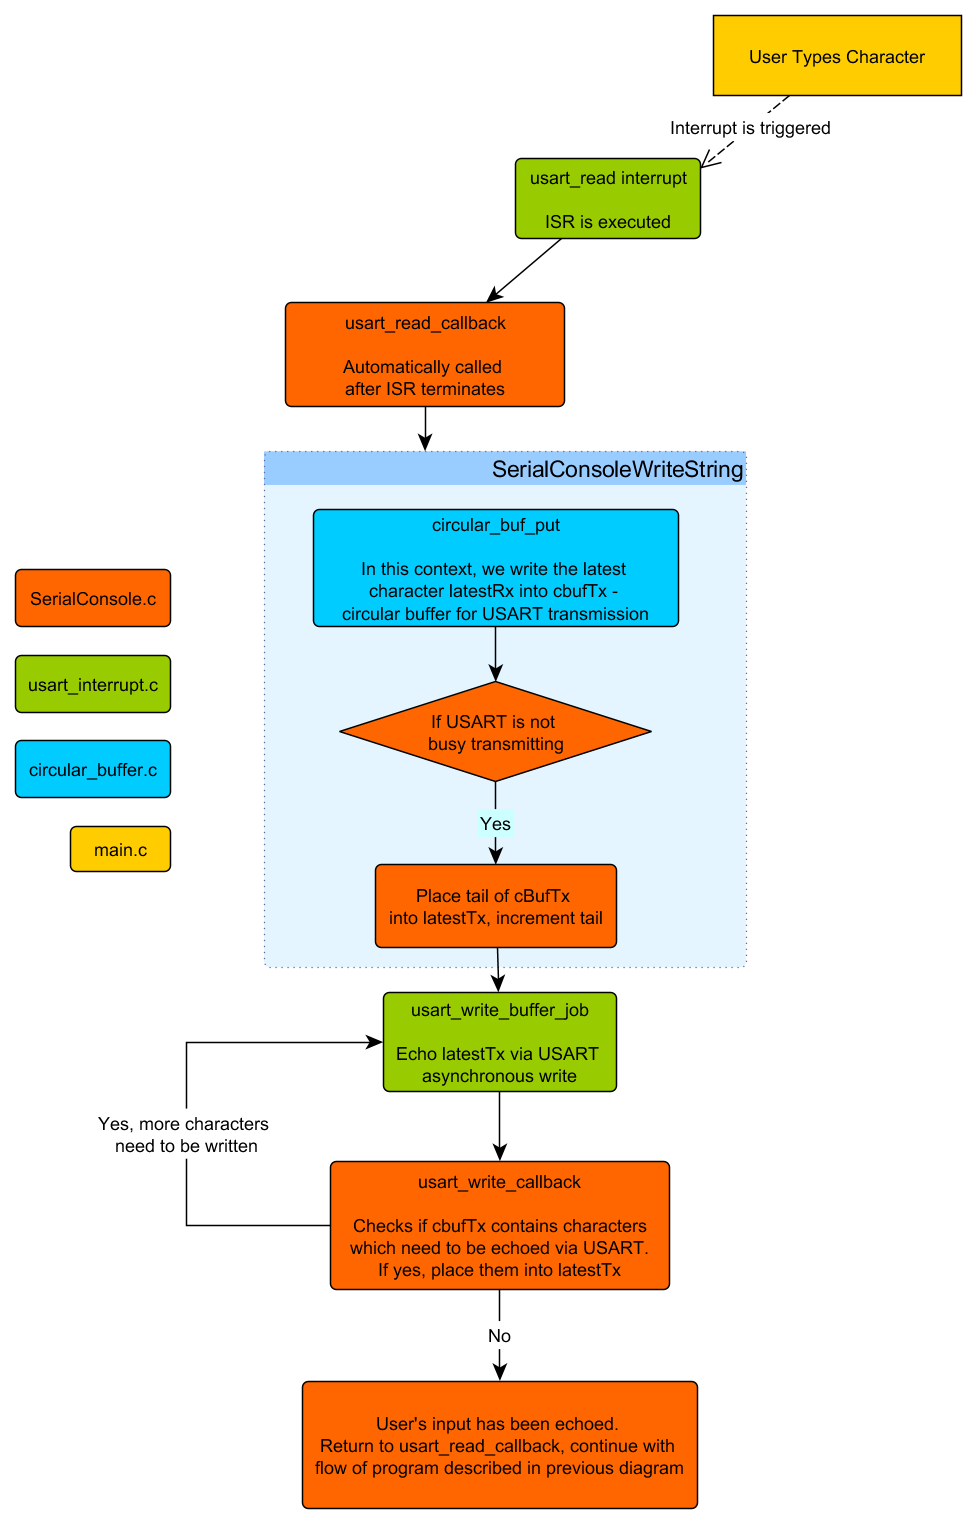 User Types Character
Interrupt is triggered
usart_read interrupt
ISR is executed
usart_read_callback
Automatically called
after ISR terminates
SerialConsoleWriteString
circular_buf_put
In this context, we write the latest
character latestRx into cbufTx -
circular buffer for USART transmission
SerialConsole.c
usart_interrupt.c
circular_buffer.c
main.c
If USART is not
busy transmitting
Yes
Place tail of cBufTx
into latestTx, increment tail
usart_write_buffer_job
Echo latestTx via USART
asynchronous write
Yes, more characters
need to be written
usart_write_callback
Checks if cbufTx contains characters
which need to be echoed via USART.
If yes, place them into latestTx
No
User's input has been echoed.
Return to usart_read_callback, continue with
flow of program described in previous diagram